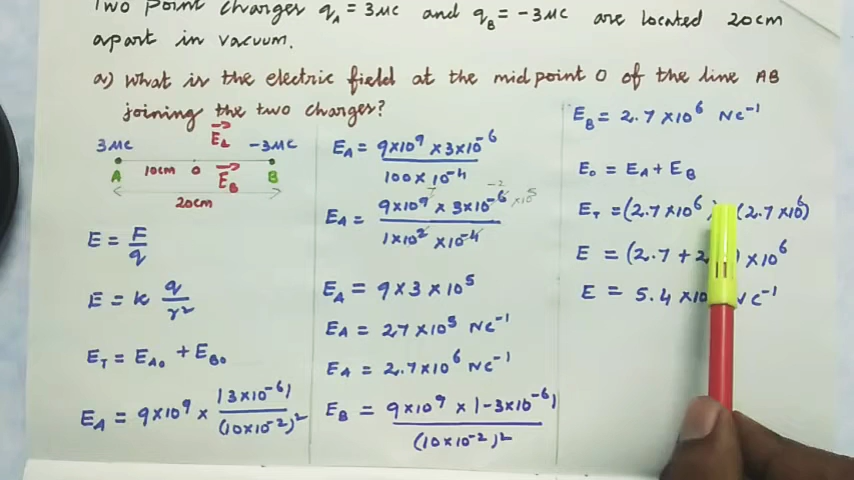 Two point charges qA = 3μc and qB = -3μc are located 20cm
apart in vacuum.
a) What is the electric field at the midpoint O of the line AB
joining the two charges?
3μc
-3μc
A 10cm O B
EB
20cm
E = F/q
E = k q/r²
ET = EAo + EBo
EA = 9×10⁹ × |3×10⁻⁶| / (10×10⁻²)²
EA = 9×10⁹ × 3×10⁻⁶ / 100 × 10⁻⁴
EA = 9×10⁹ × 3×10⁻⁶ / 1×10² × 10⁻⁴
×10⁵
EA = 9×3×10⁵
EA = 27×10⁵ Nc⁻¹
EA = 2.7×10⁶ Nc⁻¹
EB = 9×10⁹ × |-3×10⁻⁶| / (10×10⁻²)²
EB = 2.7×10⁶ Nc⁻¹
Eo = EA + EB
ET = (2.7×10⁶) (2.7×10⁶)
E = (2.7 + 2 ) ×10⁶
E = 5.4 ×10 c⁻¹